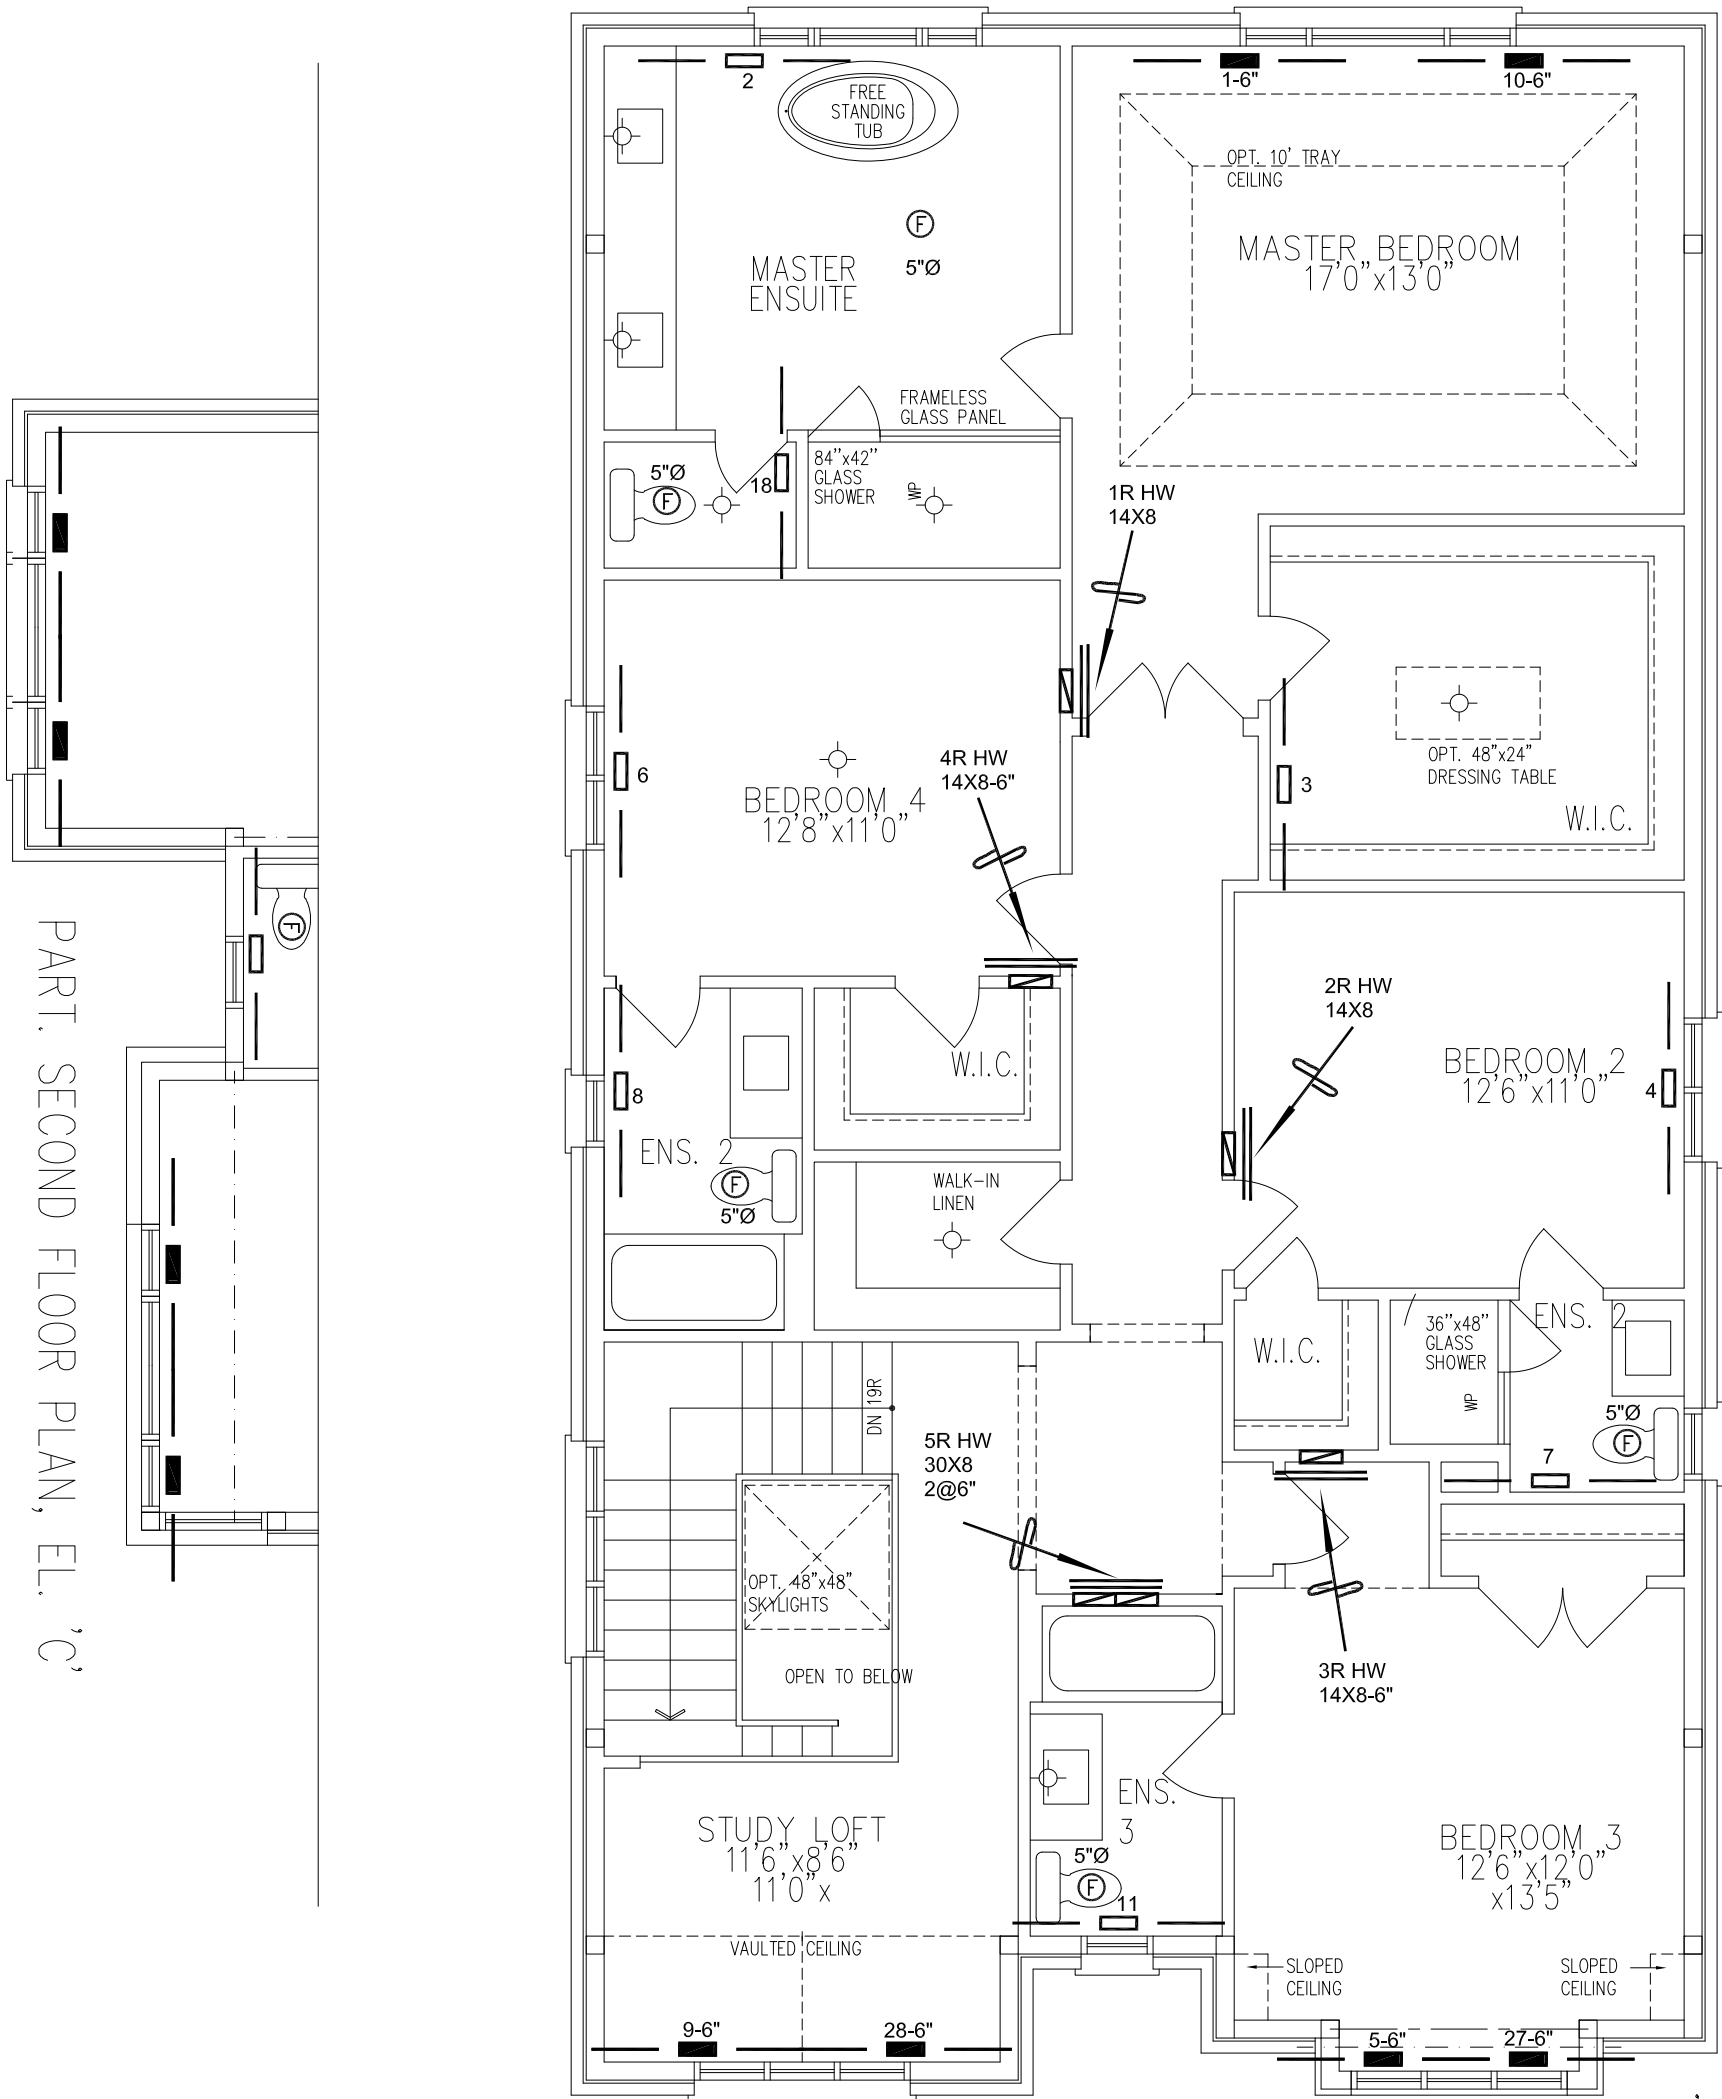 2
FREE
STANDING
TUB
1-6"
10-6"
OPT. 10' TRAY
CEILING
MASTER BEDROOM
17'0"x13'0"
F
5"Ø
MASTER
ENSUITE
FRAMELESS
GLASS PANEL
5"Ø
F
18
84"x42"
GLASS
SHOWER
WP
1R HW
14X8
6
BEDROOM 4
12'8"x11'0"
4R HW
14X8-6"
3
OPT. 48"x24"
DRESSING TABLE
W.I.C.
F
PART. SECOND FLOOR PLAN, EL. 'C'
2R HW
14X8
BEDROOM 2
12'6"x11'0"
4
W.I.C.
8
ENS. 2
F
5"Ø
WALK-IN
LINEN
W.I.C.
36"x48"
GLASS
SHOWER
WP
ENS. 2
5"Ø
F
7
DN 19R
5R HW
30X8
2@6"
OPT. 48"x48"
SKYLIGHTS
OPEN TO BELOW
3R HW
14X8-6"
STUDY LOFT
11'6"x8'6"
11'0"x
VAULTED CEILING
ENS.
3
5"Ø
F
11
BEDROOM 3
12'6"x12'0"
x13'5"
SLOPED
CEILING
SLOPED
CEILING
9-6"
28-6"
5-6"
27-6"